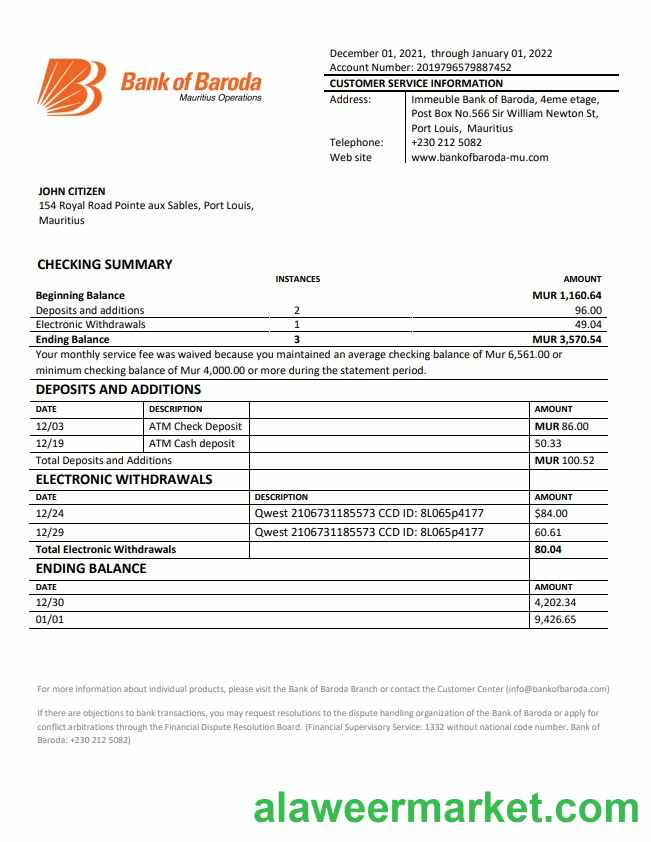 December 01, 2021, through January 01, 2022
Account Number: 2019796579887452
Bank of Baroda
Mauritius Operations
CUSTOMER SERVICE INFORMATION
Address: Immeuble Bank of Baroda, 4eme etage,
Post Box No.566 Sir William Newton St,
Port Louis, Mauritius
Telephone: +230 212 5082
Web site www.bankofbaroda-mu.com
JOHN CITIZEN
154 Royal Road Pointe aux Sables, Port Louis,
Mauritius
CHECKING SUMMARY
INSTANCES AMOUNT
Beginning Balance MUR 1,160.64
Deposits and additions 2 96.00
Electronic Withdrawals 1 49.04
Ending Balance 3 MUR 3,570.54
Your monthly service fee was waived because you maintained an average checking balance of Mur 6,561.00 or
minimum checking balance of Mur 4,000.00 or more during the statement period.
DEPOSITS AND ADDITIONS
DATE DESCRIPTION AMOUNT
12/03 ATM Check Deposit MUR 86.00
12/19 ATM Cash deposit 50.33
Total Deposits and Additions MUR 100.52
ELECTRONIC WITHDRAWALS
DATE DESCRIPTION AMOUNT
12/24 Qwest 2106731185573 CCD ID: 8L065p4177 $84.00
12/29 Qwest 2106731185573 CCD ID: 8L065p4177 60.61
Total Electronic Withdrawals 80.04
ENDING BALANCE
DATE AMOUNT
12/30 4,202.34
01/01 9,426.65
For more information about individual products, please visit the Bank of Baroda Branch or contact the Customer Center (info@bankofbaroda.com)
If there are objections to bank transactions, you may request resolutions to the dispute handling organization of the Bank of Baroda or apply for
conflict arbitrations through the Financial Dispute Resolution Board. (Financial Supervisory Service: 1332 without national code number. Bank of
Baroda: +230 212 5082)
alaweermarket.com